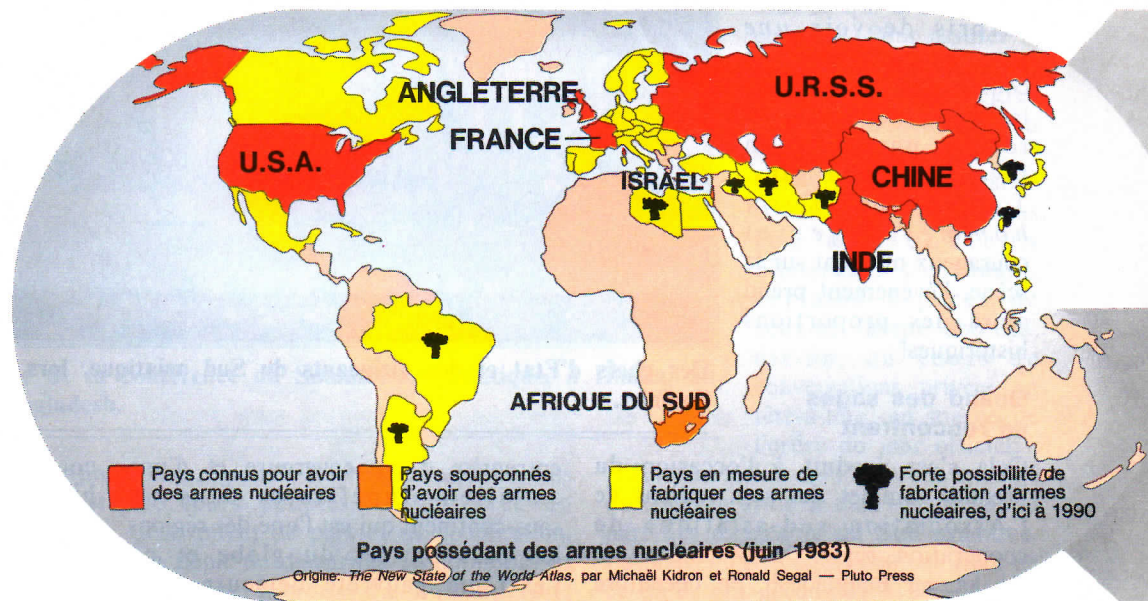 ANGLETERRE
U.R.S.S.
FRANCE
U.S.A.
ISRAEL
CHINE
INDE
AFRIQUE DU SUD
Pays connus pour avoir
des armes nucléaires
Pays soupçonnés
d'avoir des armes
nucléaires
Pays en mesure de
fabriquer des armes
nucléaires
Forte possibilité de
fabrication d'armes
nucléaires, d'ici à 1990
Pays possédant des armes nucléaires (juin 1983)
Origine: The New State of the World Atlas, par Michaël Kidron et Ronald Segal — Pluto Press